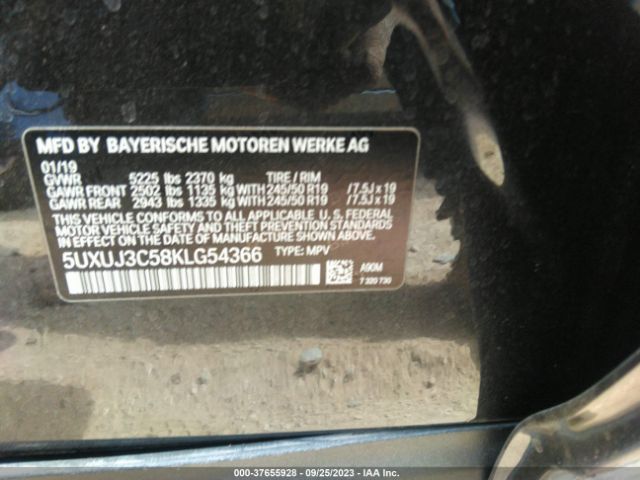 MFD BY BAYERISCHE MOTOREN WERKE AG
01/19
GVWR 5225 lbs 2370 kg TIRE / RIM
GAWR FRONT 2502 lbs 1135 kg WITH 245/50 R19 /7.5J x 19
GAWR REAR 2943 lbs 1335 kg WITH 245/50 R19 /7.5J x 19
THIS VEHICLE CONFORMS TO ALL APPLICABLE U. S. FEDERAL
MOTOR VEHICLE SAFETY AND THEFT PREVENTION STANDARDS
IN EFFECT ON THE DATE OF MANUFACTURE SHOWN ABOVE.
5UXUJ3C58KLG54366 TYPE: MPV
A90M
7 320 730
000-37655928 - 09/25/2023 - IAA Inc.